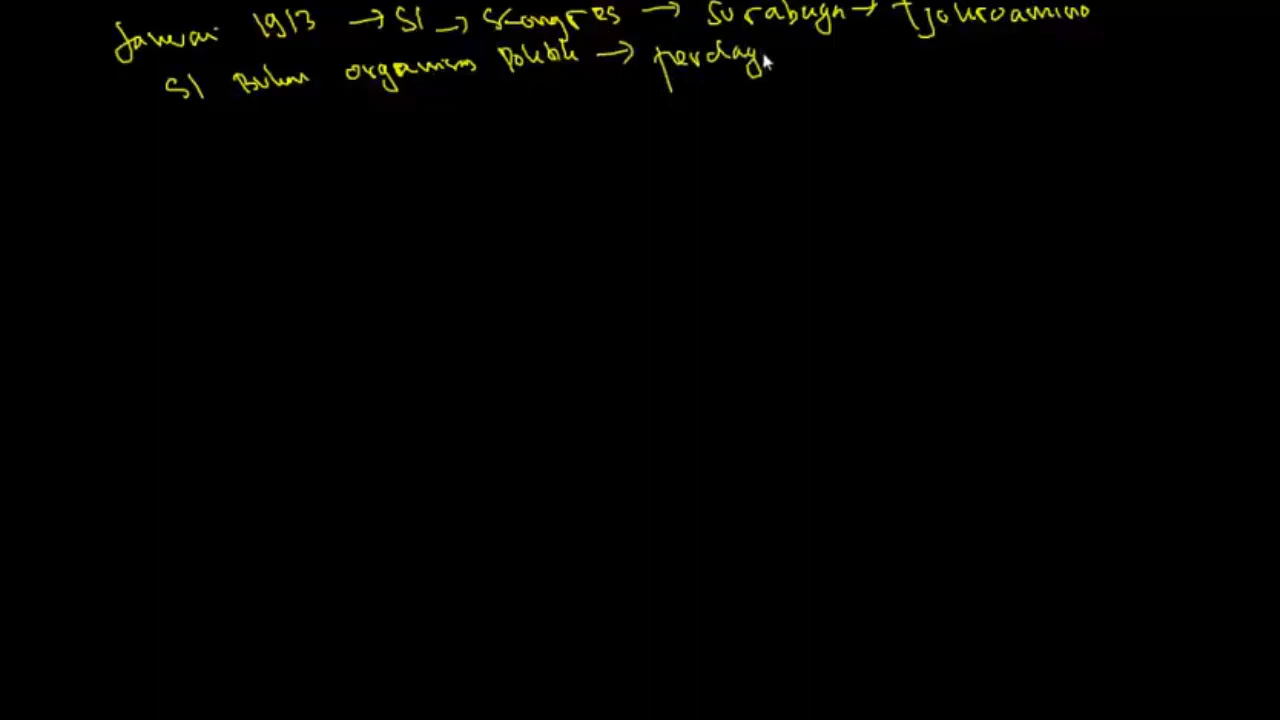 Januari 1913 → SI → Kongres → Surabaya → Tjokroamino
SI Bukan organisasi Politik → perdag